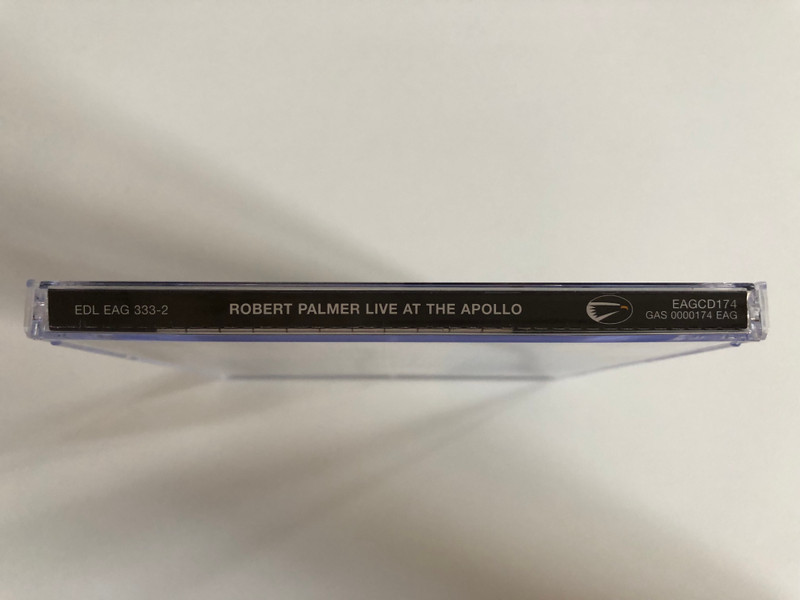 EDL EAG 333-2
ROBERT PALMER LIVE AT THE APOLLO
EAGCD174
GAS 0000174 EAG